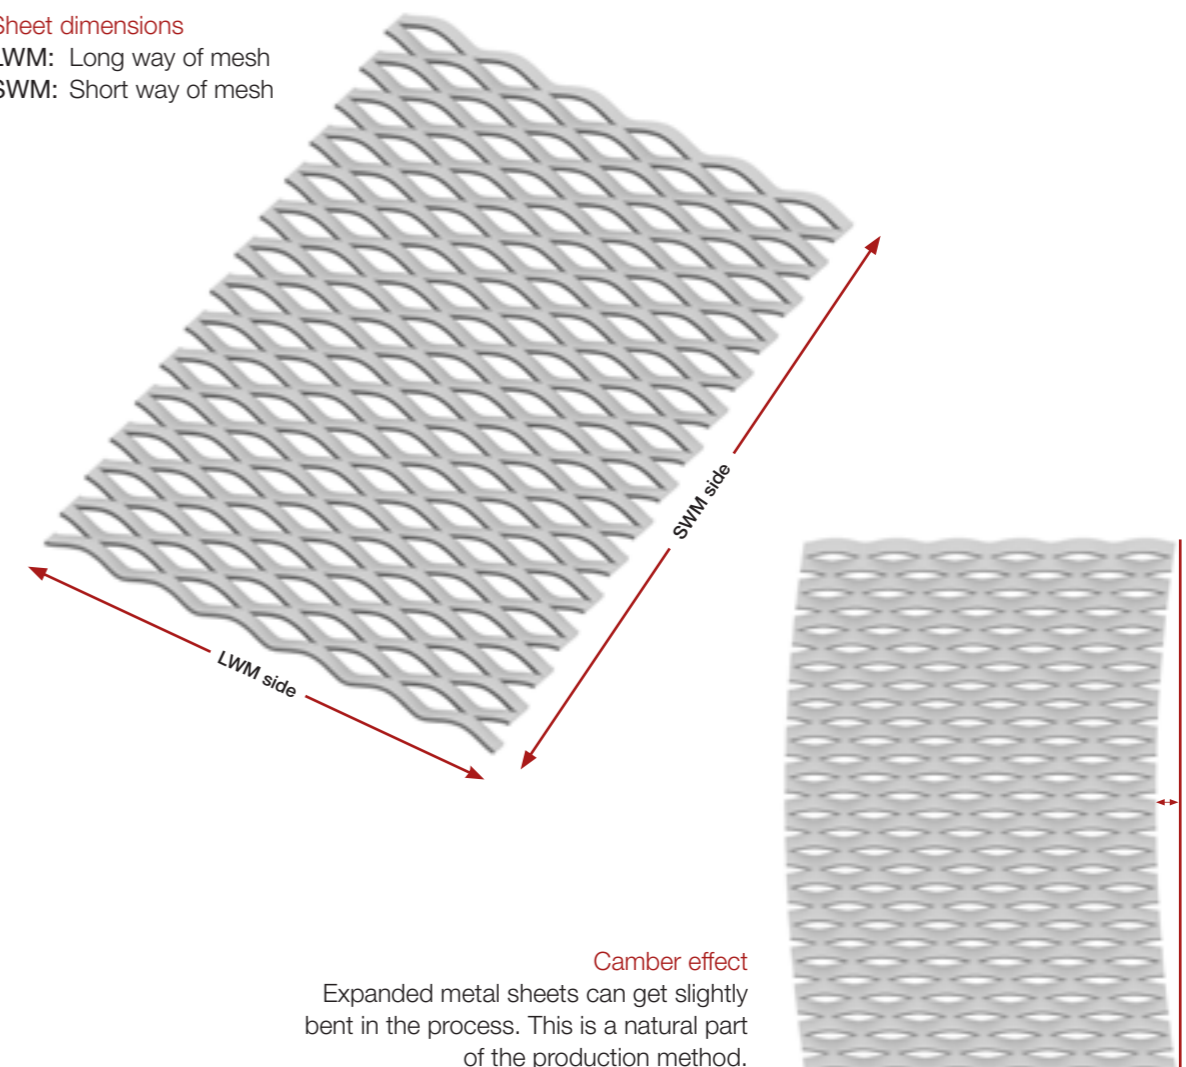 Sheet dimensions
LWM: Long way of mesh
SWM: Short way of mesh
SWM side
LWM side
Camber effect
Expanded metal sheets can get slightly
bent in the process. This is a natural part
of the production method.